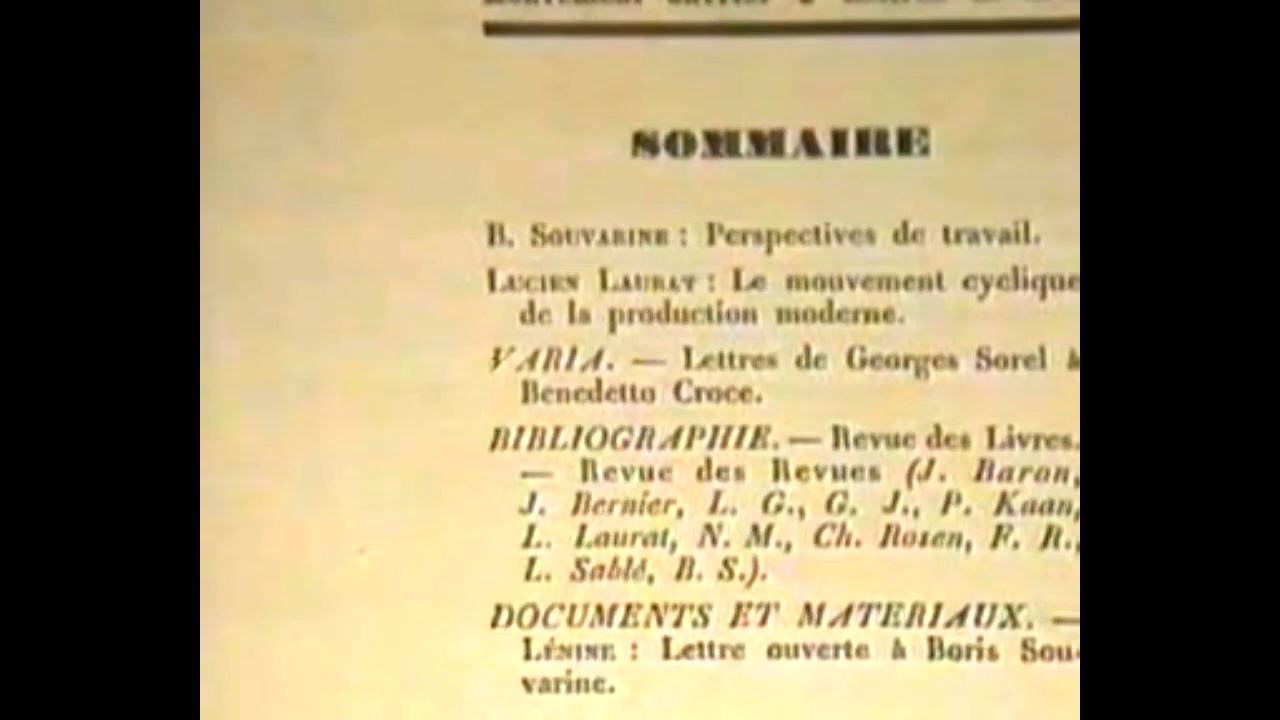 SOMMAIRE
B. SOUVARINE : Perspectives de travail.
LUCIEN LAURAT : Le mouvement cyclique
de la production moderne.
VARIA. — Lettres de Georges Sorel à
Benedetto Croce.
BIBLIOGRAPHIE. — Revue des Livres.
— Revue des Revues (J. Baron,
J. Bernier, L. G., G. J., P. Kaan,
L. Laurat, N. M., Ch. Rosen, F. R.,
L. Sablé, B. S.).
DOCUMENTS ET MATERIAUX. —
LÉNINE : Lettre ouverte à Boris Sou-
varine.